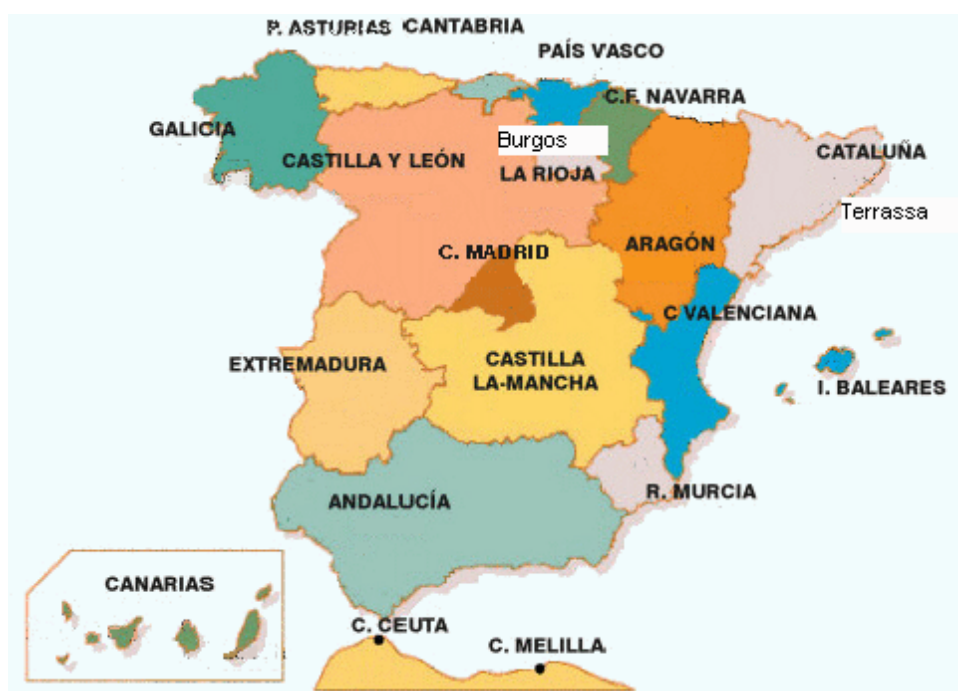 P. ASTURIAS CANTABRIA
PAÍS VASCO
C.F. NAVARRA
GALICIA
Burgos
CASTILLA Y LEÓN
LA RIOJA
CATALUÑA
Terrassa
ARAGÓN
C. MADRID
C VALENCIANA
EXTREMADURA
CASTILLA
LA-MANCHA
I. BALEARES
R. MURCIA
ANDALUCÍA
CANARIAS
C. CEUTA
C. MELILLA